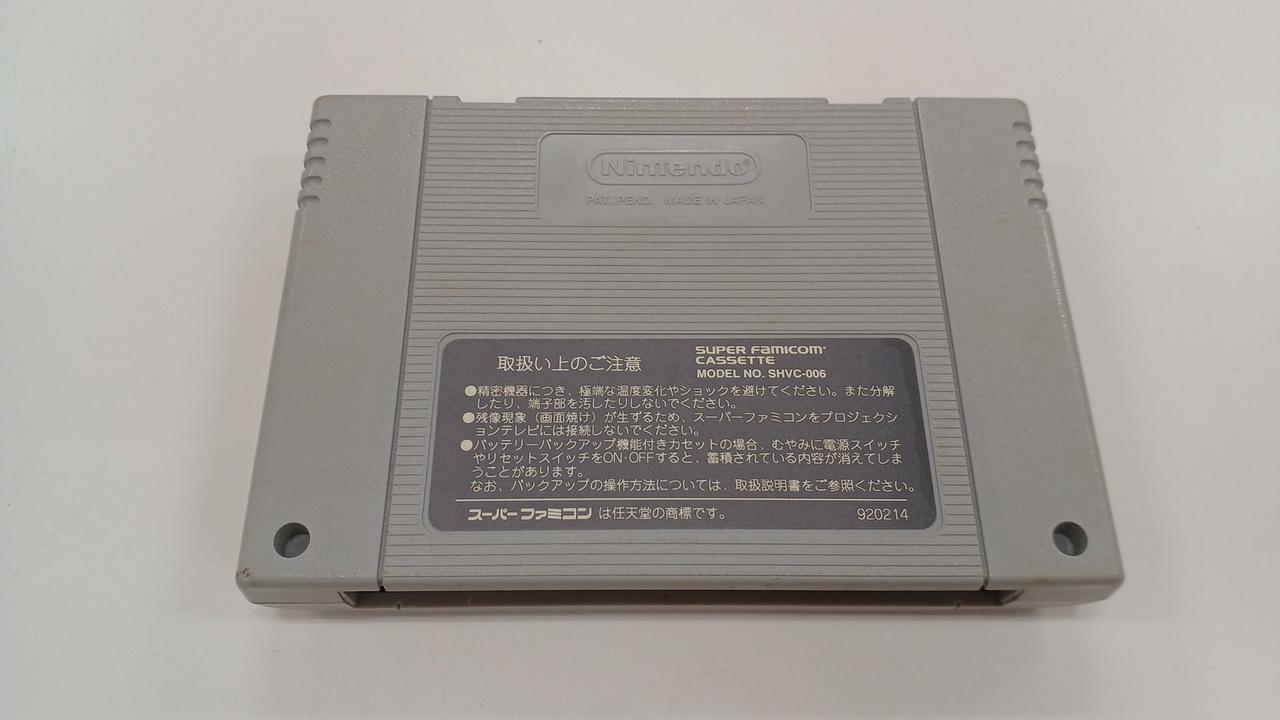 Nintendo®
PAT. PEND. MADE IN JAPAN
取扱い上のご注意
SUPER FAMICOM®
CASSETTE
MODEL NO. SHVC-006
●精密機器につき、極端な温度変化やショックを避けてください。また分解
したり、端子部を汚したりしないでください。
●残像現象（画面焼け）が生ずるため、スーパーファミコンをプロジェクシ
ョンテレビには接続しないでください。
●バッテリーバックアップ機能付きカセットの場合、むやみに電源スイッチ
やリセットスイッチをON·OFFすると、蓄積されている内容が消えてしま
うことがあります。
なお、バックアップの操作方法については、取扱説明書をご参照ください。
スーパーファミコン は任天堂の商標です。
920214